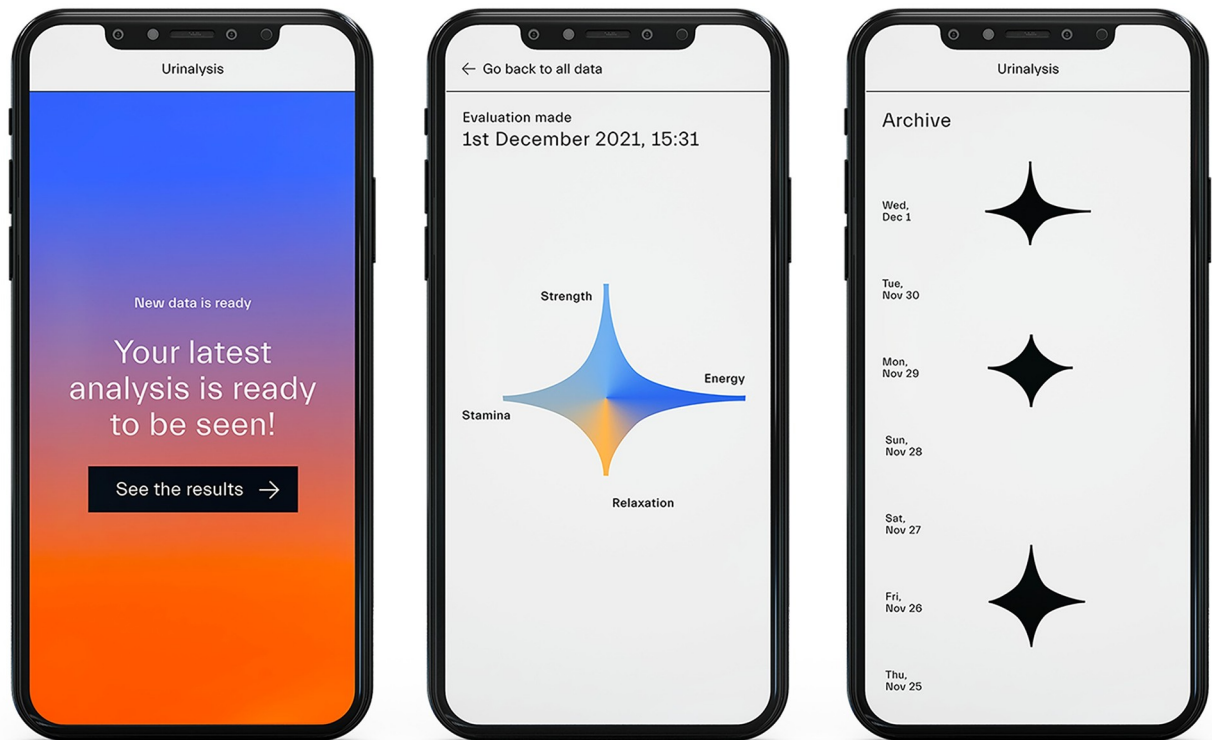 Urinalysis
New data is ready
Your latest
analysis is ready
to be seen!
See the results
Go back to all data
Evaluation made
1st December 2021, 15:31
Strength
Energy
Stamina
Relaxation
Urinalysis
Archive
Wed,
Dec 1
Tue,
Nov 30
Mon,
Nov 29
Sun,
Nov 28
Sat,
Nov 27
Fri,
Nov 26
Thu,
Nov 25